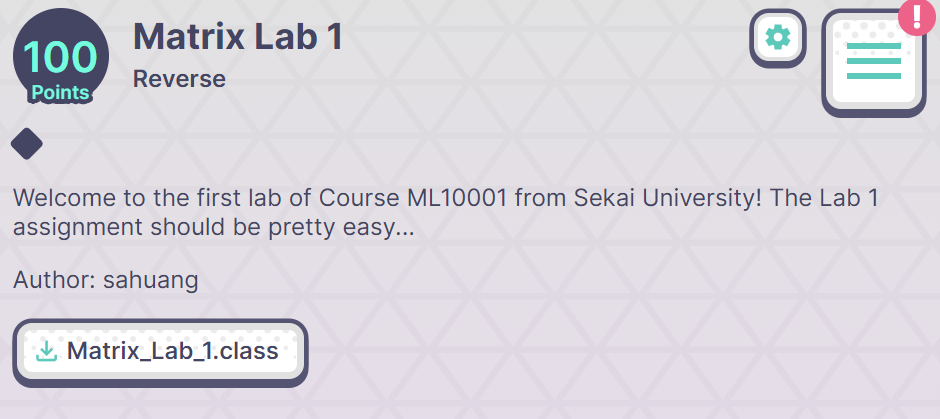 100
Points
Matrix Lab 1
Reverse
!
Welcome to the first lab of Course ML10001 from Sekai University! The Lab 1
assignment should be pretty easy...
Author: sahuang
Matrix_Lab_1.class